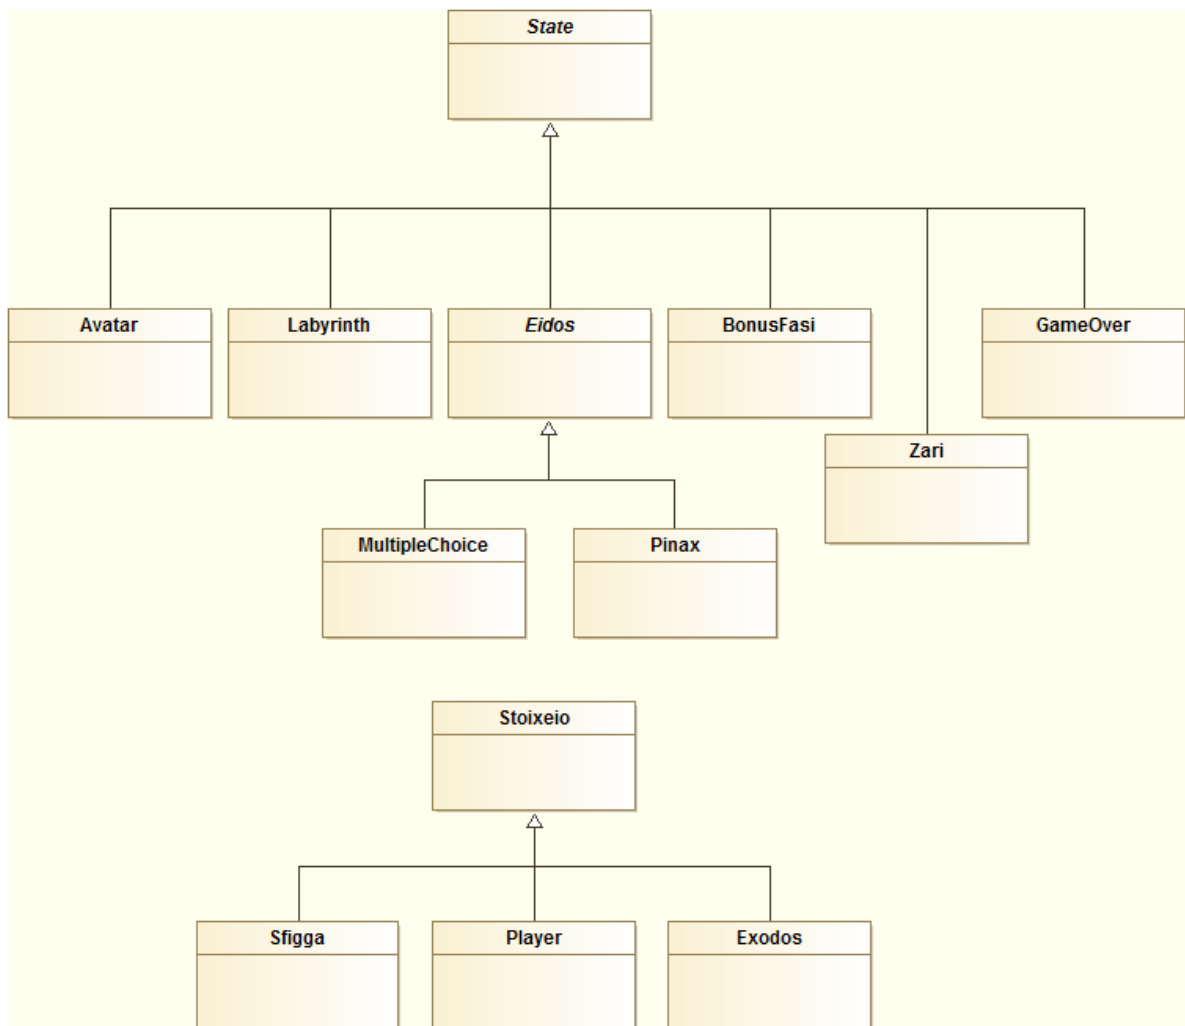 State
Avatar
Labyrinth
Eidos
BonusFasi
GameOver
Zari
MultipleChoice
Pinax
Stoixeio
Sfigga
Player
Exodos